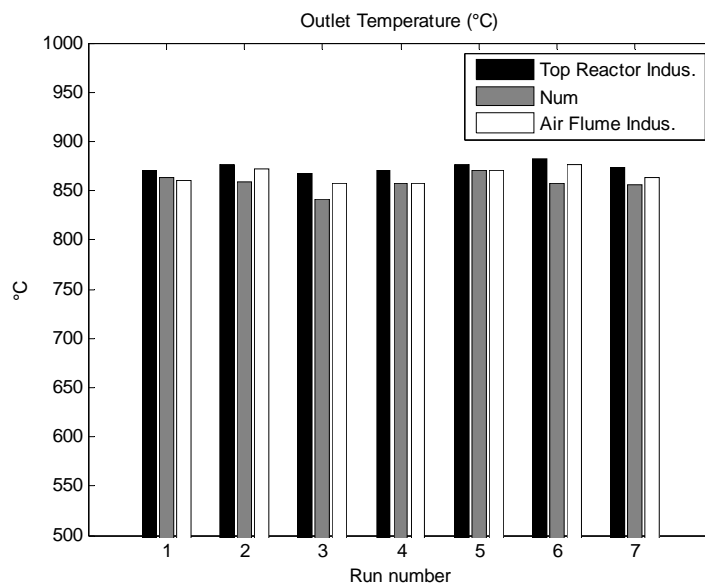 Outlet Temperature (°C)
1000
950
900
850
800
750
700
650
600
550
500
°C
Top Reactor Indus.
Num
Air Flume Indus.
1 2 3 4 5 6 7
Run number